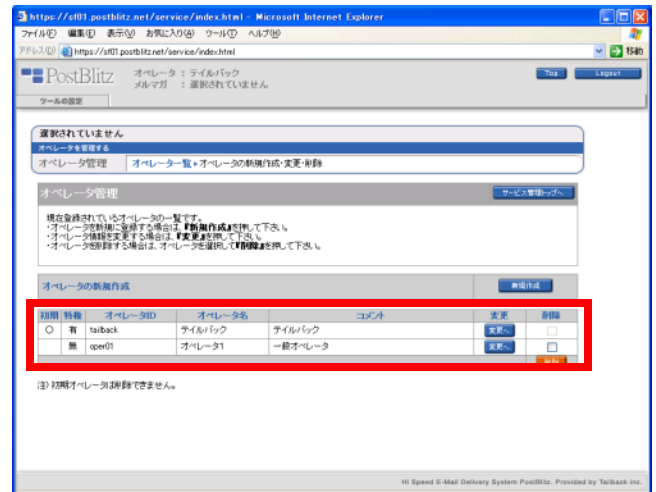 https://sf01.postblitz.net/service/index.html - Microsoft Internet Explorer
ファイル(F) 編集(E) 表示(V) お気に入り(A) ツール(T) ヘルプ(H)
アドレス(D) https://sf01.postblitz.net/service/index.html 移動
PostBlitz オペレータ : テイルバック Top Logout
メルマガ : 選択されていません
ツールの設定
選択されていません
オペレータを管理する
オペレータ管理 オペレーター覧▶オペレータの新規作成・変更・削除
オペレータ管理 サービス管理トップへ
現在登録されているオペレータの一覧です。
・オペレータを新規に登録する場合は、『新規作成』を押して下さい。
・オペレータ情報を変更する場合は、『変更』を押して下さい。
・オペレータを削除する場合は、オペレータを選択して『削除』を押して下さい。
オペレータの新規作成 新規作成
初期 特権 オペレータID オペレータ名 コメント 変更 削除
○ 有 tailback テイルバック テイルバック 変更へ
無 oper01 オペレータ1 一般オペレータ 変更へ
削除
注) 初期オペレータは削除できません。
Hi Speed E-Mail Delivery System PostBlitz. Provided by Tailback inc.